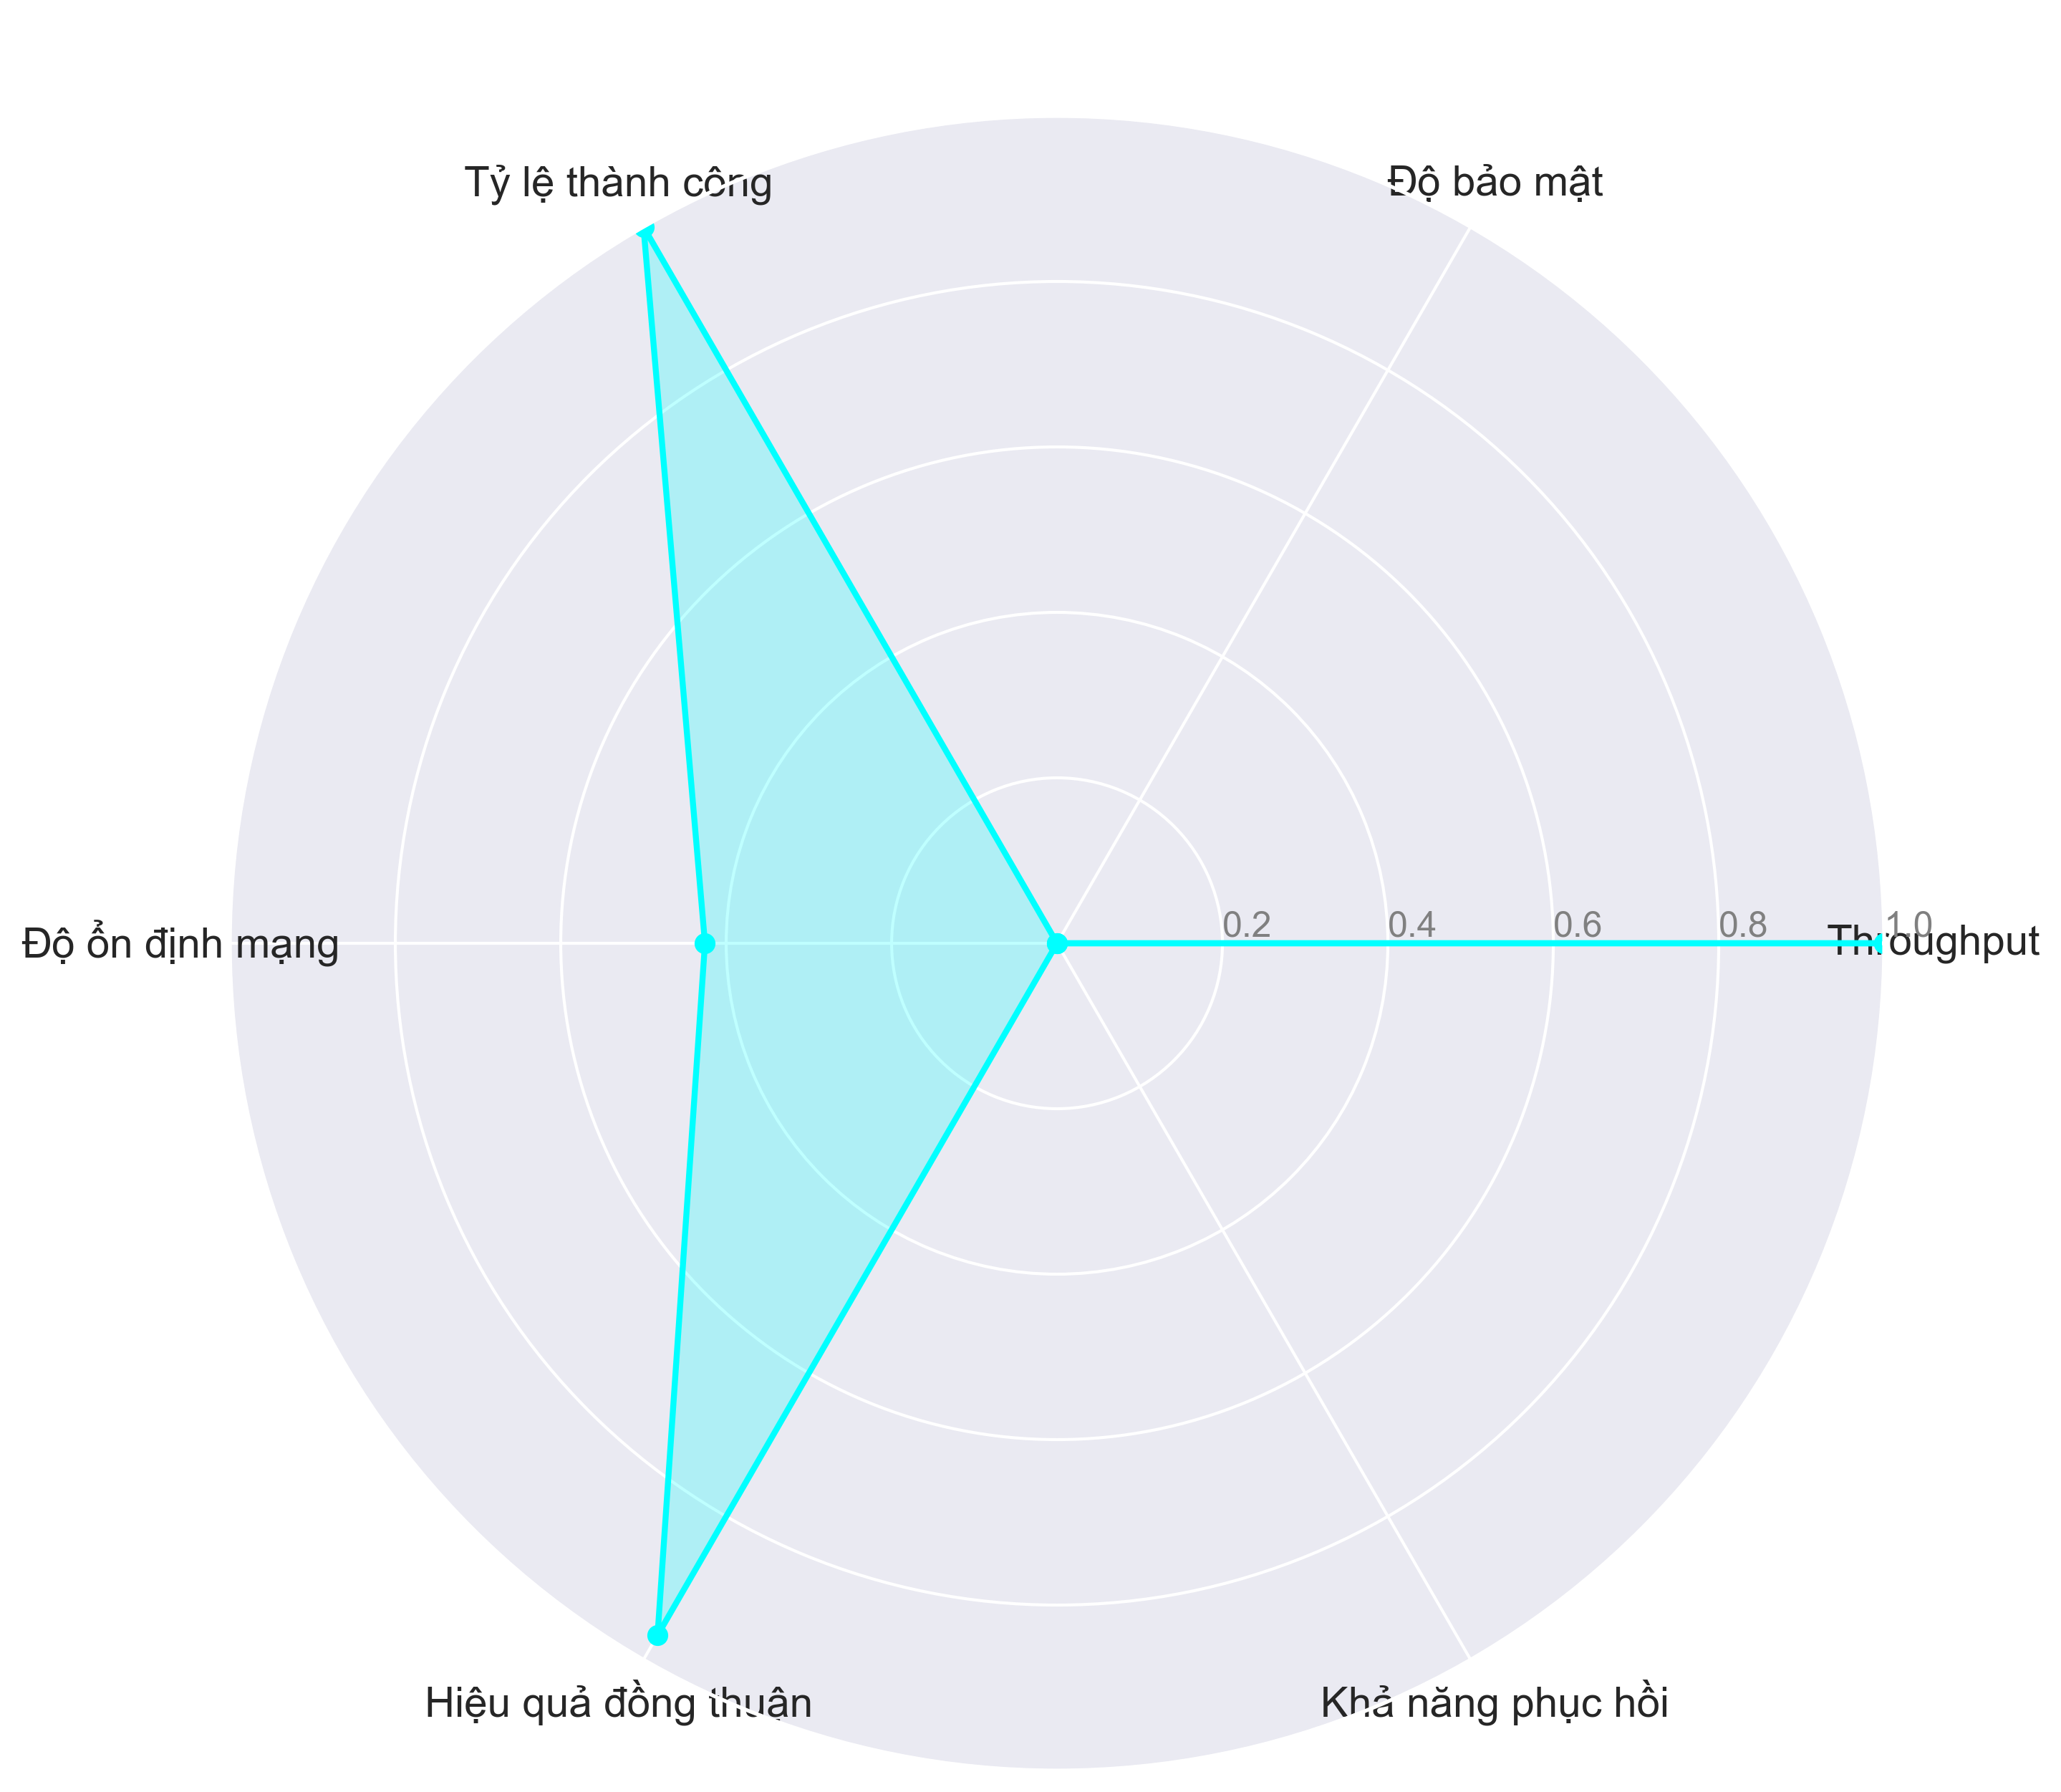 Tỷ lệ thành công
Độ bảo mật
Độ ổn định mạng
0.2
0.4
0.6
0.8
1.0
Throughput
Hiệu quả đồng thuận
Khả năng phục hồi